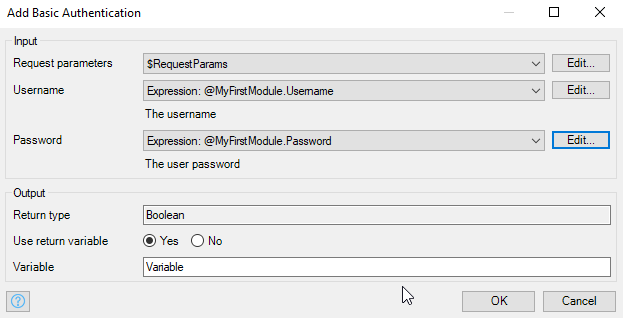 Add Basic Authentication
Input
Request parameters $RequestParams Edit...
Username Expression: @MyFirstModule.Username Edit...
The username
Password Expression: @MyFirstModule.Password Edit...
The user password
Output
Return type Boolean
Use return variable Yes No
Variable Variable
? OK Cancel